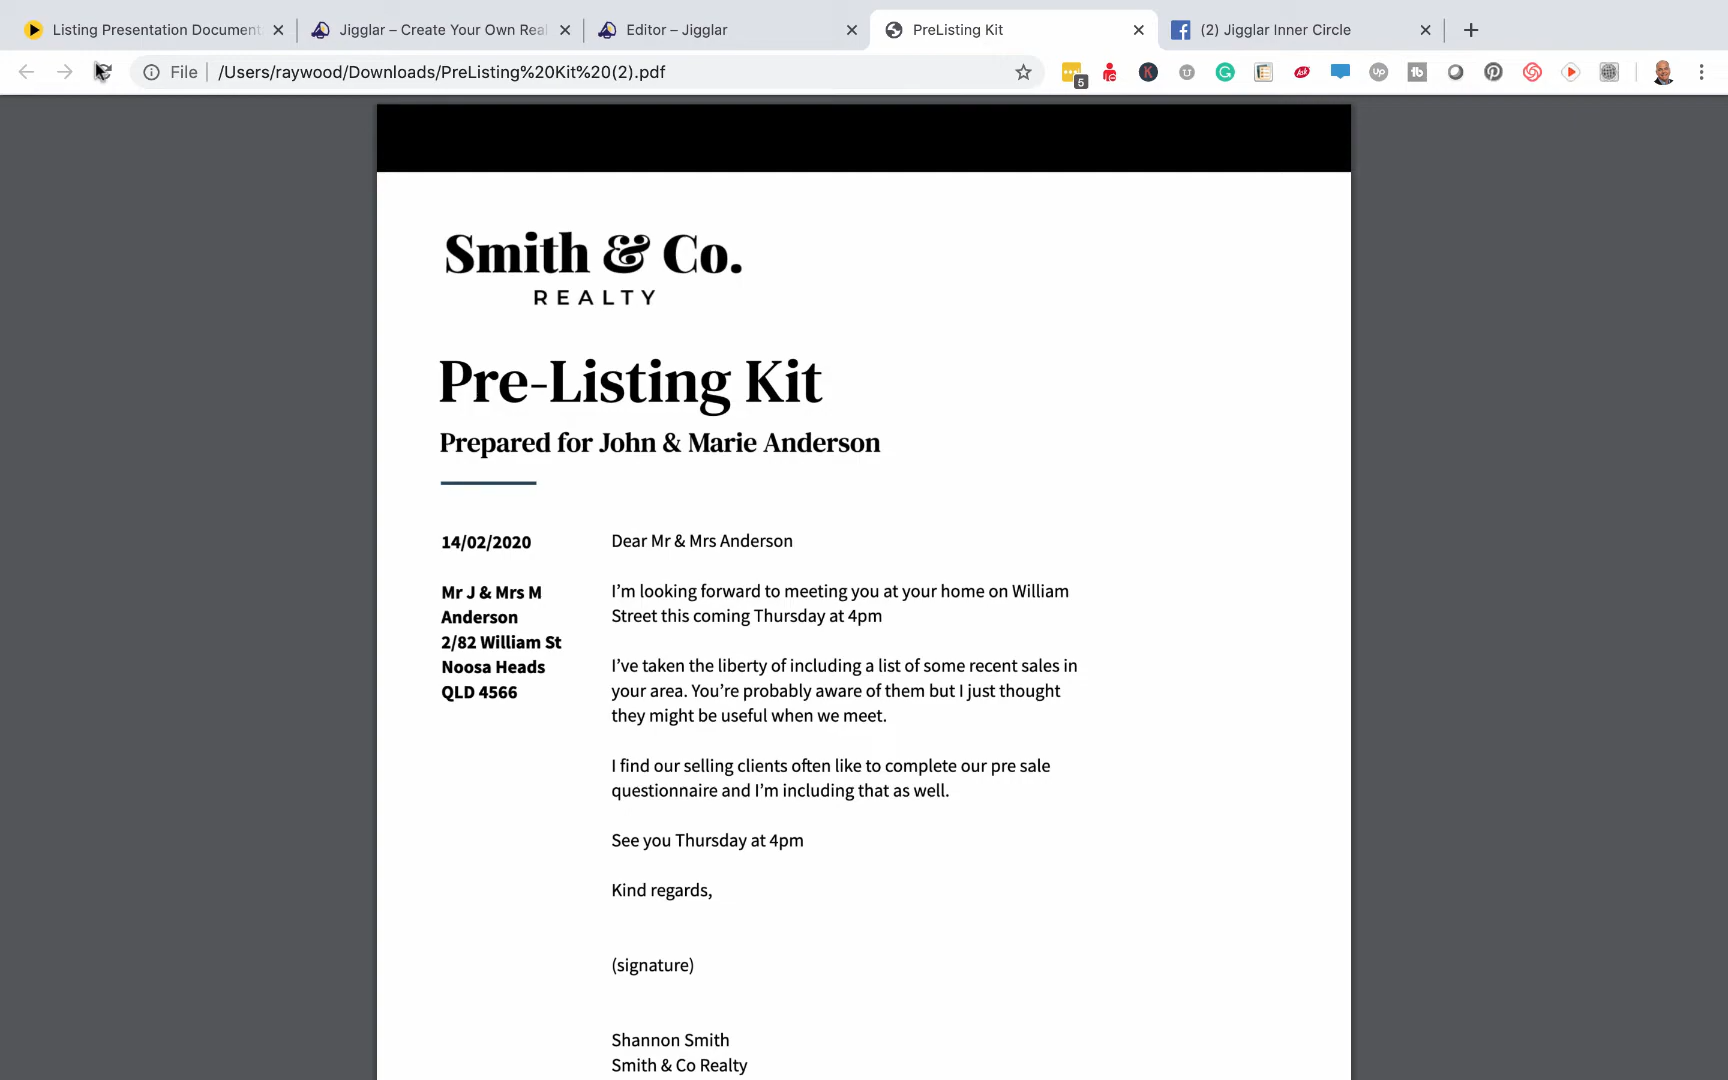 Listing Presentation Document
Jigglar – Create Your Own Real
Editor – Jigglar
PreListing Kit
(2) Jigglar Inner Circle
File
/Users/raywood/Downloads/PreListing%20Kit%20(2).pdf
5
Smith & Co.
REALTY
Pre-Listing Kit
Prepared for John & Marie Anderson
14/02/2020
Mr J & Mrs M
Anderson
2/82 William St
Noosa Heads
QLD 4566
Dear Mr & Mrs Anderson
I’m looking forward to meeting you at your home on William
Street this coming Thursday at 4pm
I’ve taken the liberty of including a list of some recent sales in
your area. You’re probably aware of them but I just thought
they might be useful when we meet.
I find our selling clients often like to complete our pre sale
questionnaire and I’m including that as well.
See you Thursday at 4pm
Kind regards,
(signature)
Shannon Smith
Smith & Co Realty